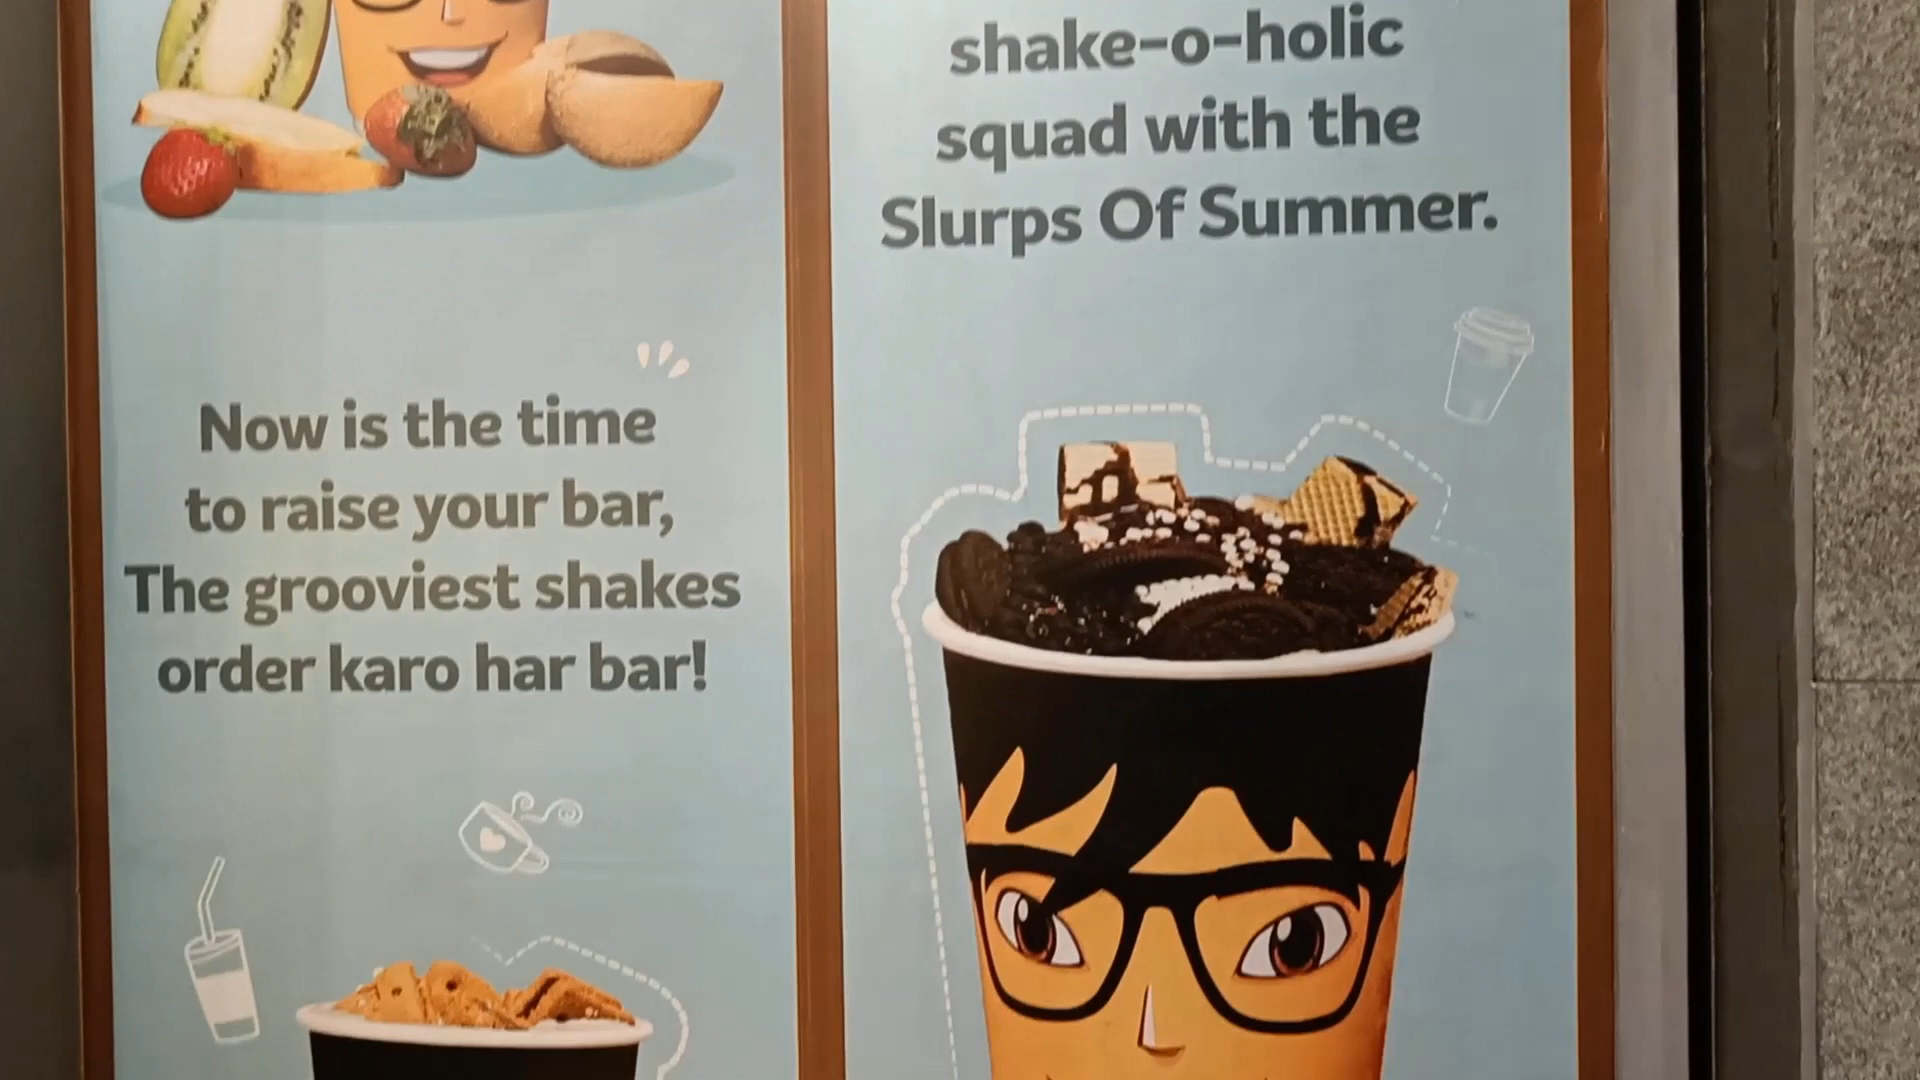 Now is the time
to raise your bar,
The grooviest shakes
order karo har bar!
shake-o-holic
squad with the
Slurps Of Summer.